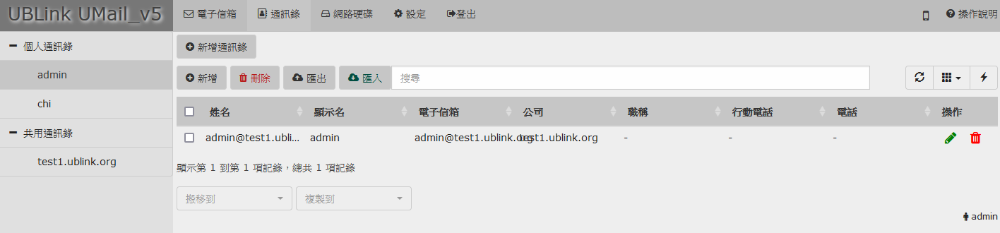 UBLink UMail_v5 電子信箱 通訊錄 網路硬碟 設定 登出 操作說明
個人通訊錄
admin
chi
共用通訊錄
test1.ublink.org
新增通訊錄
新增 刪除 匯出 匯入 搜尋
姓名 顯示名 電子信箱 公司 職稱 行動電話 電話 操作
admin@test1.ubli... admin admin@test1.ublink.org test1.ublink.org - - -
顯示第 1 到第 1 項記錄，總共 1 項記錄
搬移到 複製到
admin